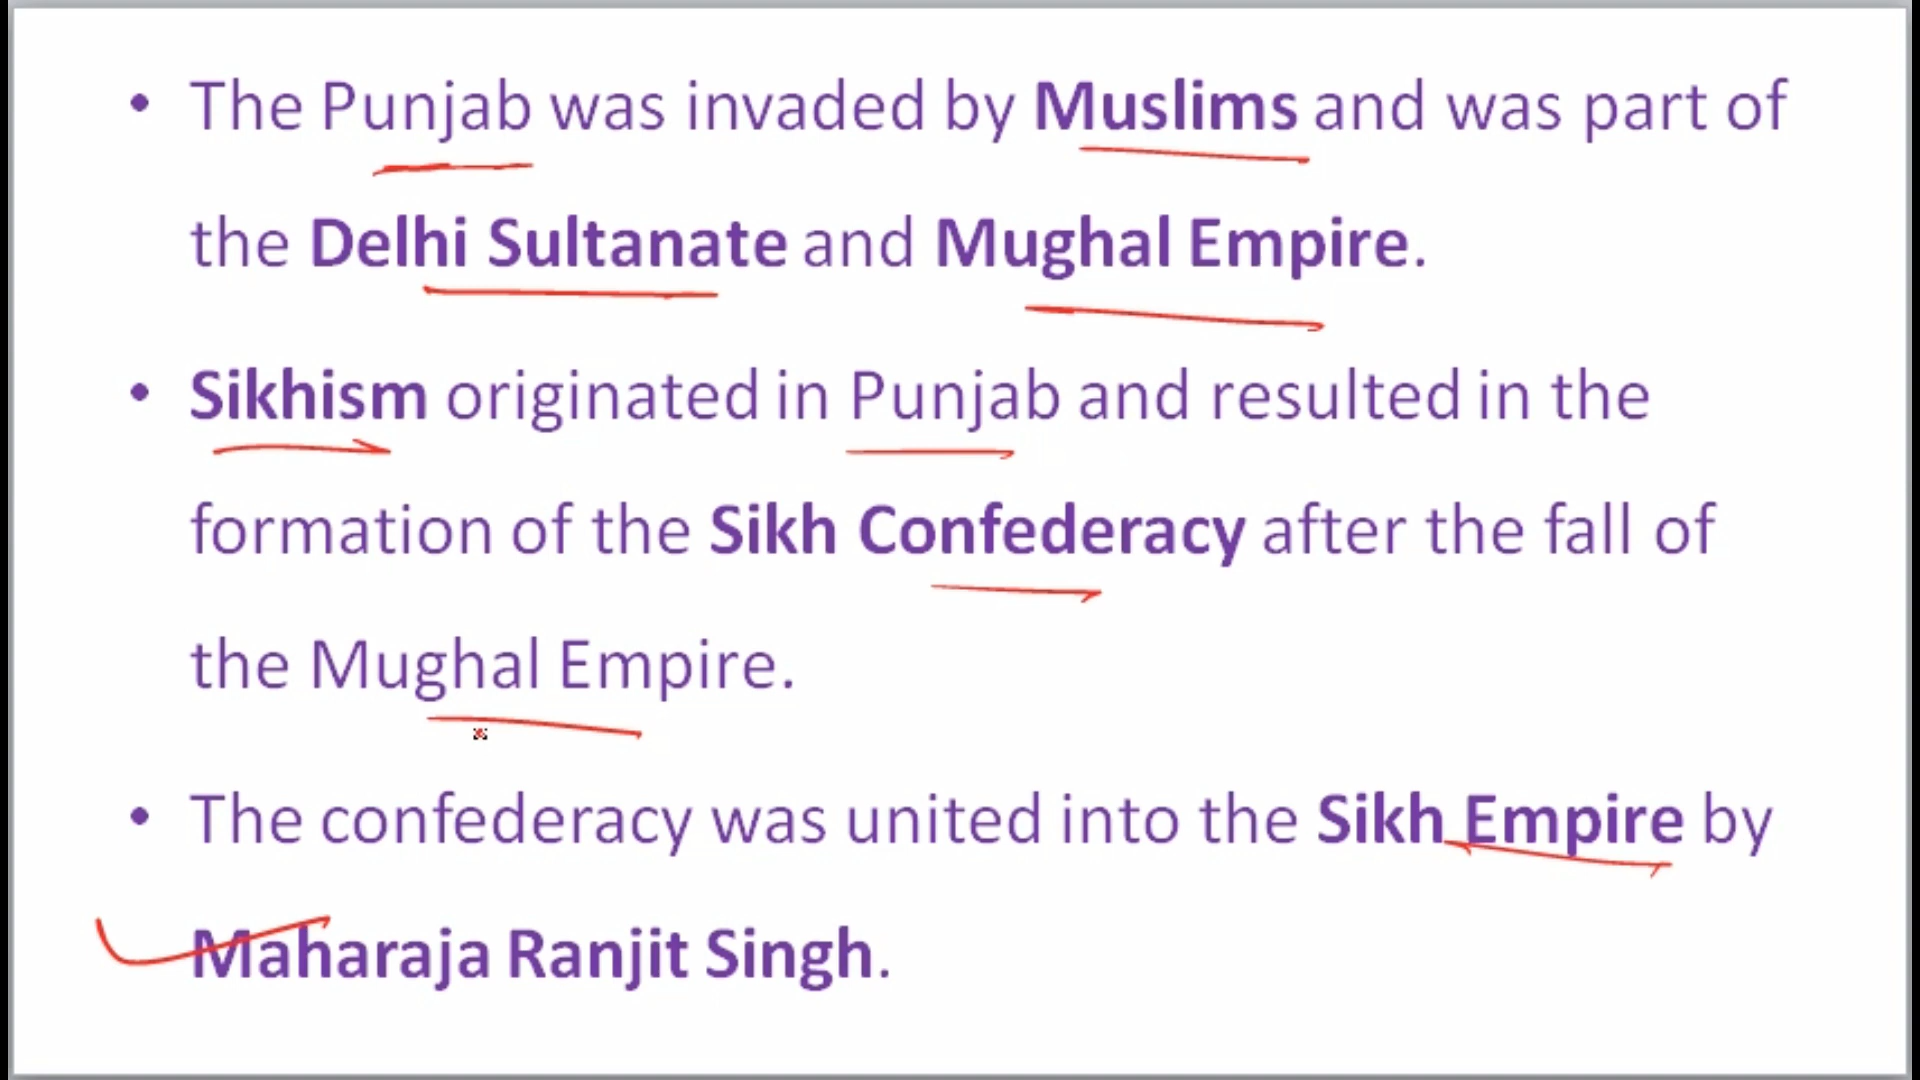 • The Punjab was invaded by Muslims and was part of
the Delhi Sultanate and Mughal Empire.
• Sikhism originated in Punjab and resulted in the
formation of the Sikh Confederacy after the fall of
the Mughal Empire.
• The confederacy was united into the Sikh Empire by
Maharaja Ranjit Singh.